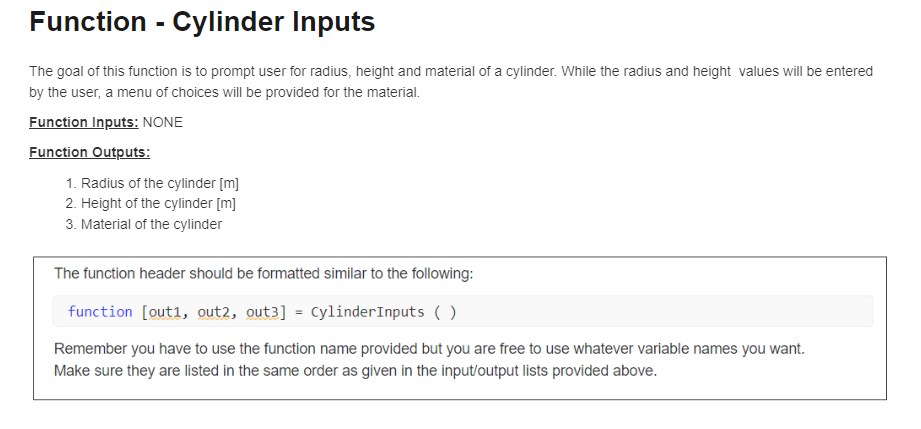 Function - Cylinder Inputs
The goal of this function is to prompt user for radius, height and material of a cylinder. While the radius and height values will be entered
by the user, a menu of choices will be provided for the material.
Function Inputs: NONE
Function Outputs:
1. Radius of the cylinder [m]
2. Height of the cylinder [m]
3. Material of the cylinder
The function header should be formatted similar to the following:
function [out1, out2, out3] = CylinderInputs ( )
Remember you have to use the function name provided but you are free to use whatever variable names you want.
Make sure they are listed in the same order as given in the input/output lists provided above.